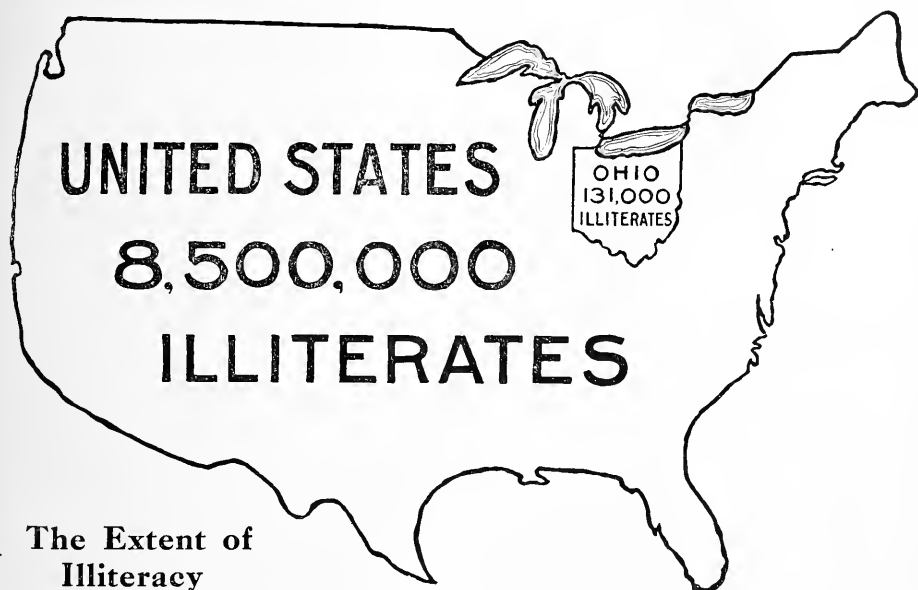 UNITED STATES
8,500,000
ILLITERATES
OHIO
131,000
ILLITERATES
The Extent of
Illiteracy